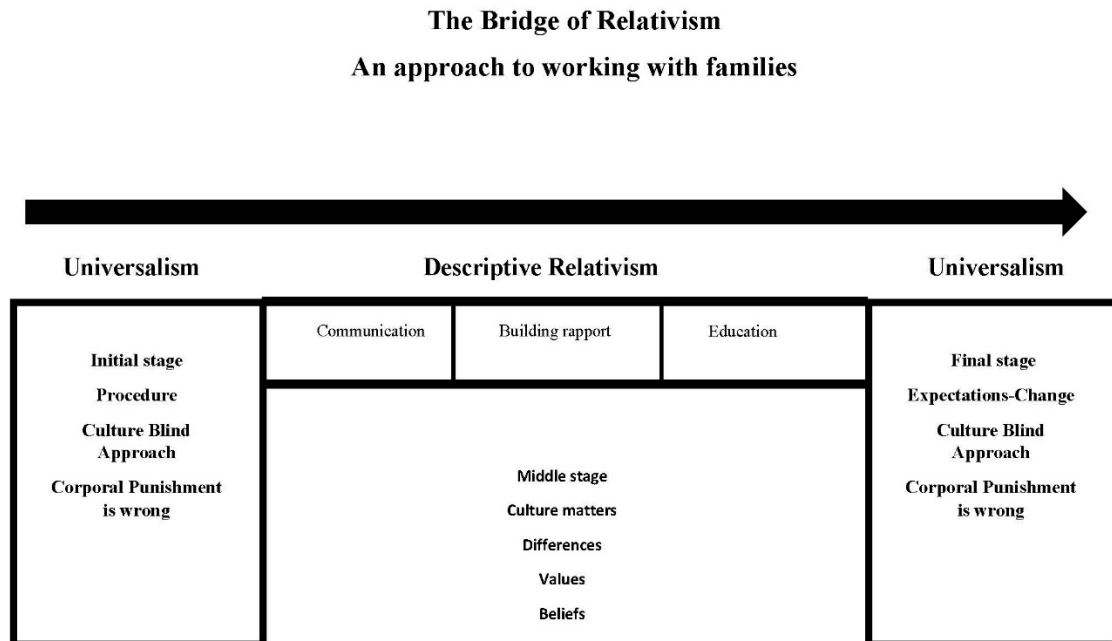 The Bridge of Relativism
An approach to working with families
Universalism
Descriptive Relativism
Universalism
Initial stage
Procedure
Culture Blind
Approach
Corporal Punishment
is wrong
Communication
Building rapport
Education
Middle stage
Culture matters
Differences
Values
Beliefs
Final stage
Expectations-Change
Culture Blind
Approach
Corporal Punishment
is wrong